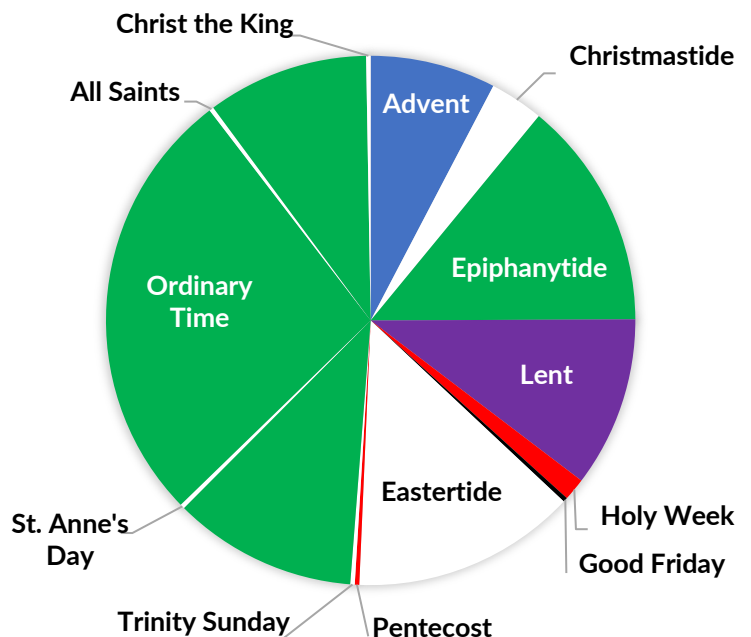 Christ the King
Christmastide
All Saints
Advent
Epiphanytide
Ordinary
Time
Lent
Eastertide
St. Anne's
Day
Holy Week
Good Friday
Trinity Sunday
Pentecost